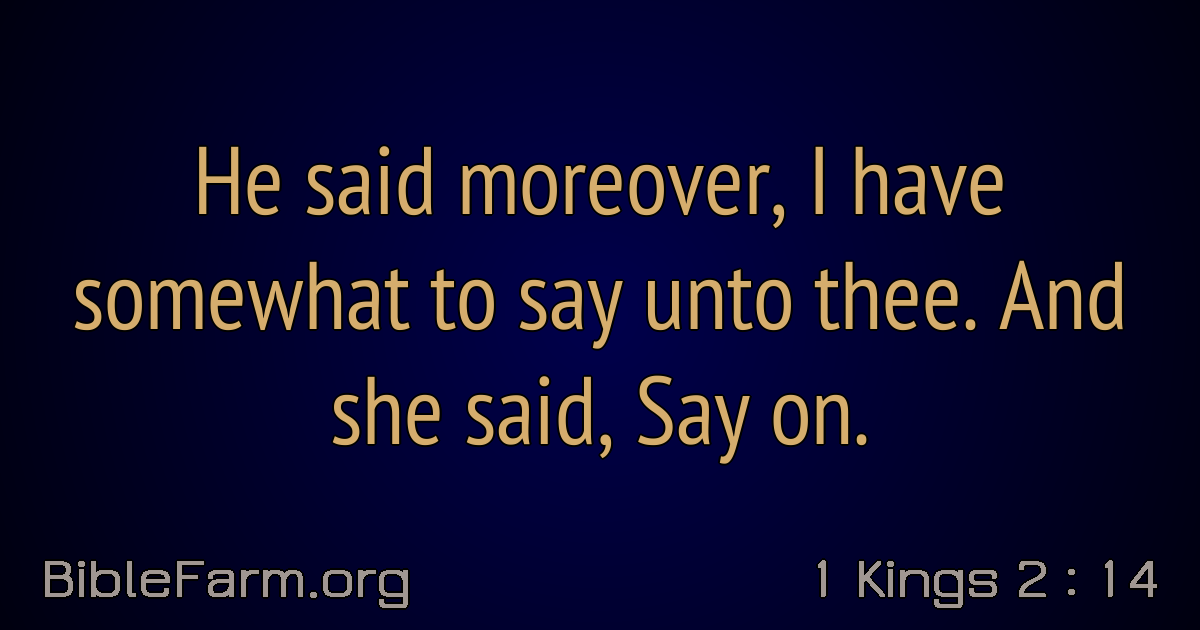 He said moreover, I have
somewhat to say unto thee. And
she said, Say on.
BibleFarm.org
1 Kings 2 : 14